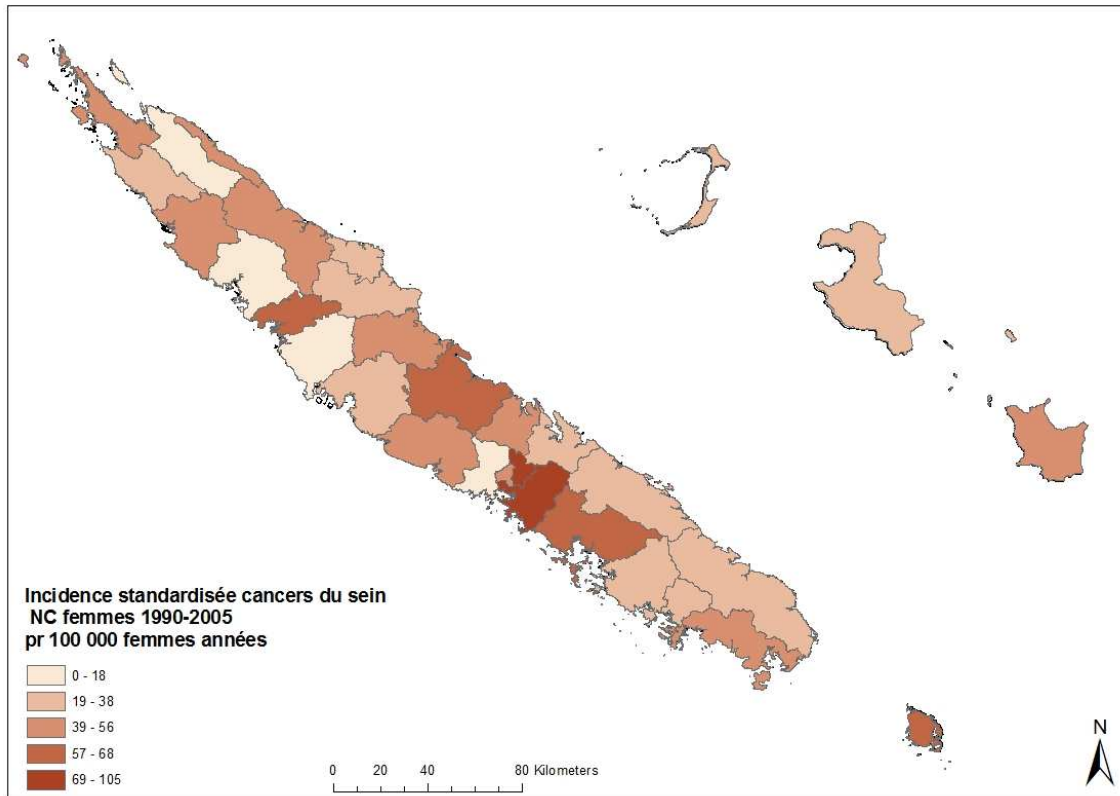 Incidence standardisée cancers du sein
NC femmes 1990-2005
pr 100 000 femmes années
0 - 18
19 - 38
39 - 56
57 - 68
69 - 105
0 20 40 80 Kilometers
N